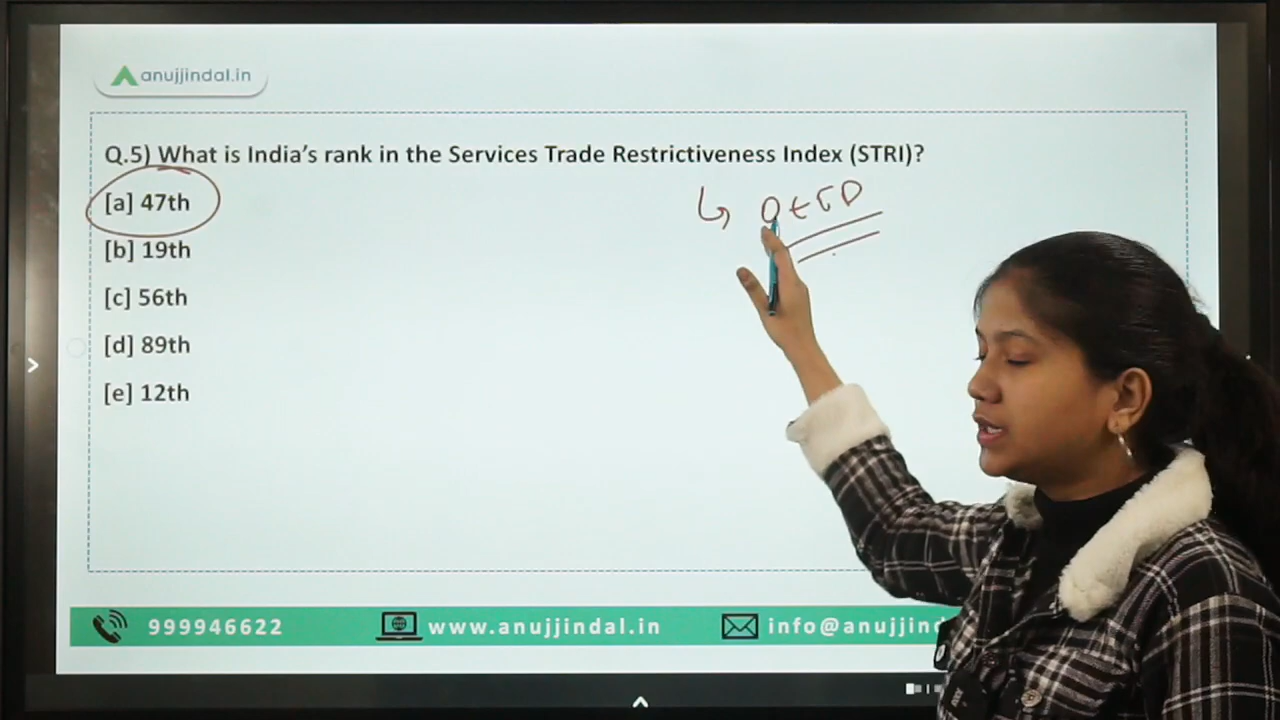 anujjindal.in
Q.5) What is India's rank in the Services Trade Restrictiveness Index (STRI)?
[a] 47th
OECD
[b] 19th
[c] 56th
[d] 89th
[e] 12th
999946622
www.anujjindal.in
info@anujjind